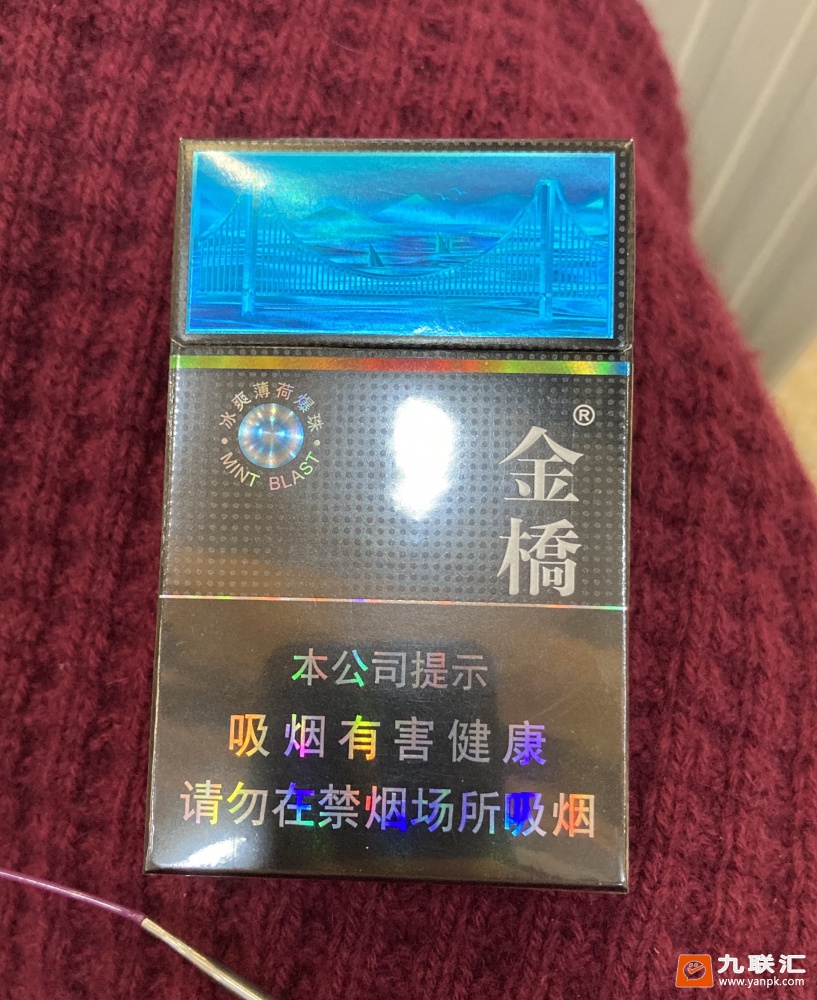 冰爽薄荷爆珠
MINT BLAST
金橋®
本公司提示
吸烟有害健康
请勿在禁烟场所吸烟
九联汇
www.yanpk.com